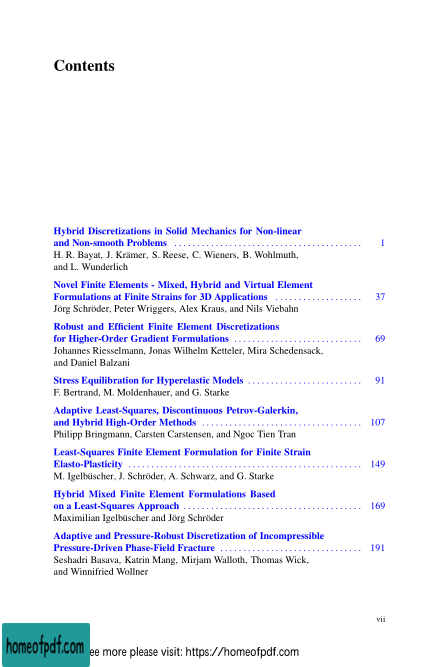 Contents
Hybrid Discretizations in Solid Mechanics for Non-linear
and Non-smooth Problems ........................................ 1
H. R. Bayat, J. Krämer, S. Reese, C. Wieners, B. Wohlmuth,
and L. Wunderlich
Novel Finite Elements - Mixed, Hybrid and Virtual Element
Formulations at Finite Strains for 3D Applications ................... 37
Jörg Schröder, Peter Wriggers, Alex Kraus, and Nils Viebahn
Robust and Efficient Finite Element Discretizations
for Higher-Order Gradient Formulations ........................... 69
Johannes Riesselmann, Jonas Wilhelm Ketteler, Mira Schedensack,
and Daniel Balzani
Stress Equilibration for Hyperelastic Models ........................ 91
F. Bertrand, M. Moldenhauer, and G. Starke
Adaptive Least-Squares, Discontinuous Petrov-Galerkin,
and Hybrid High-Order Methods .................................. 107
Philipp Bringmann, Carsten Carstensen, and Ngoc Tien Tran
Least-Squares Finite Element Formulation for Finite Strain
Elasto-Plasticity .................................................. 149
M. Igelbüscher, J. Schröder, A. Schwarz, and G. Starke
Hybrid Mixed Finite Element Formulations Based
on a Least-Squares Approach ...................................... 169
Maximilian Igelbüscher and Jörg Schröder
Adaptive and Pressure-Robust Discretization of Incompressible
Pressure-Driven Phase-Field Fracture .............................. 191
Seshadri Basava, Katrin Mang, Mirjam Walloth, Thomas Wick,
and Winnifried Wollner
vii
homeofpdf.com
ee more please visit: https://homeofpdf.com